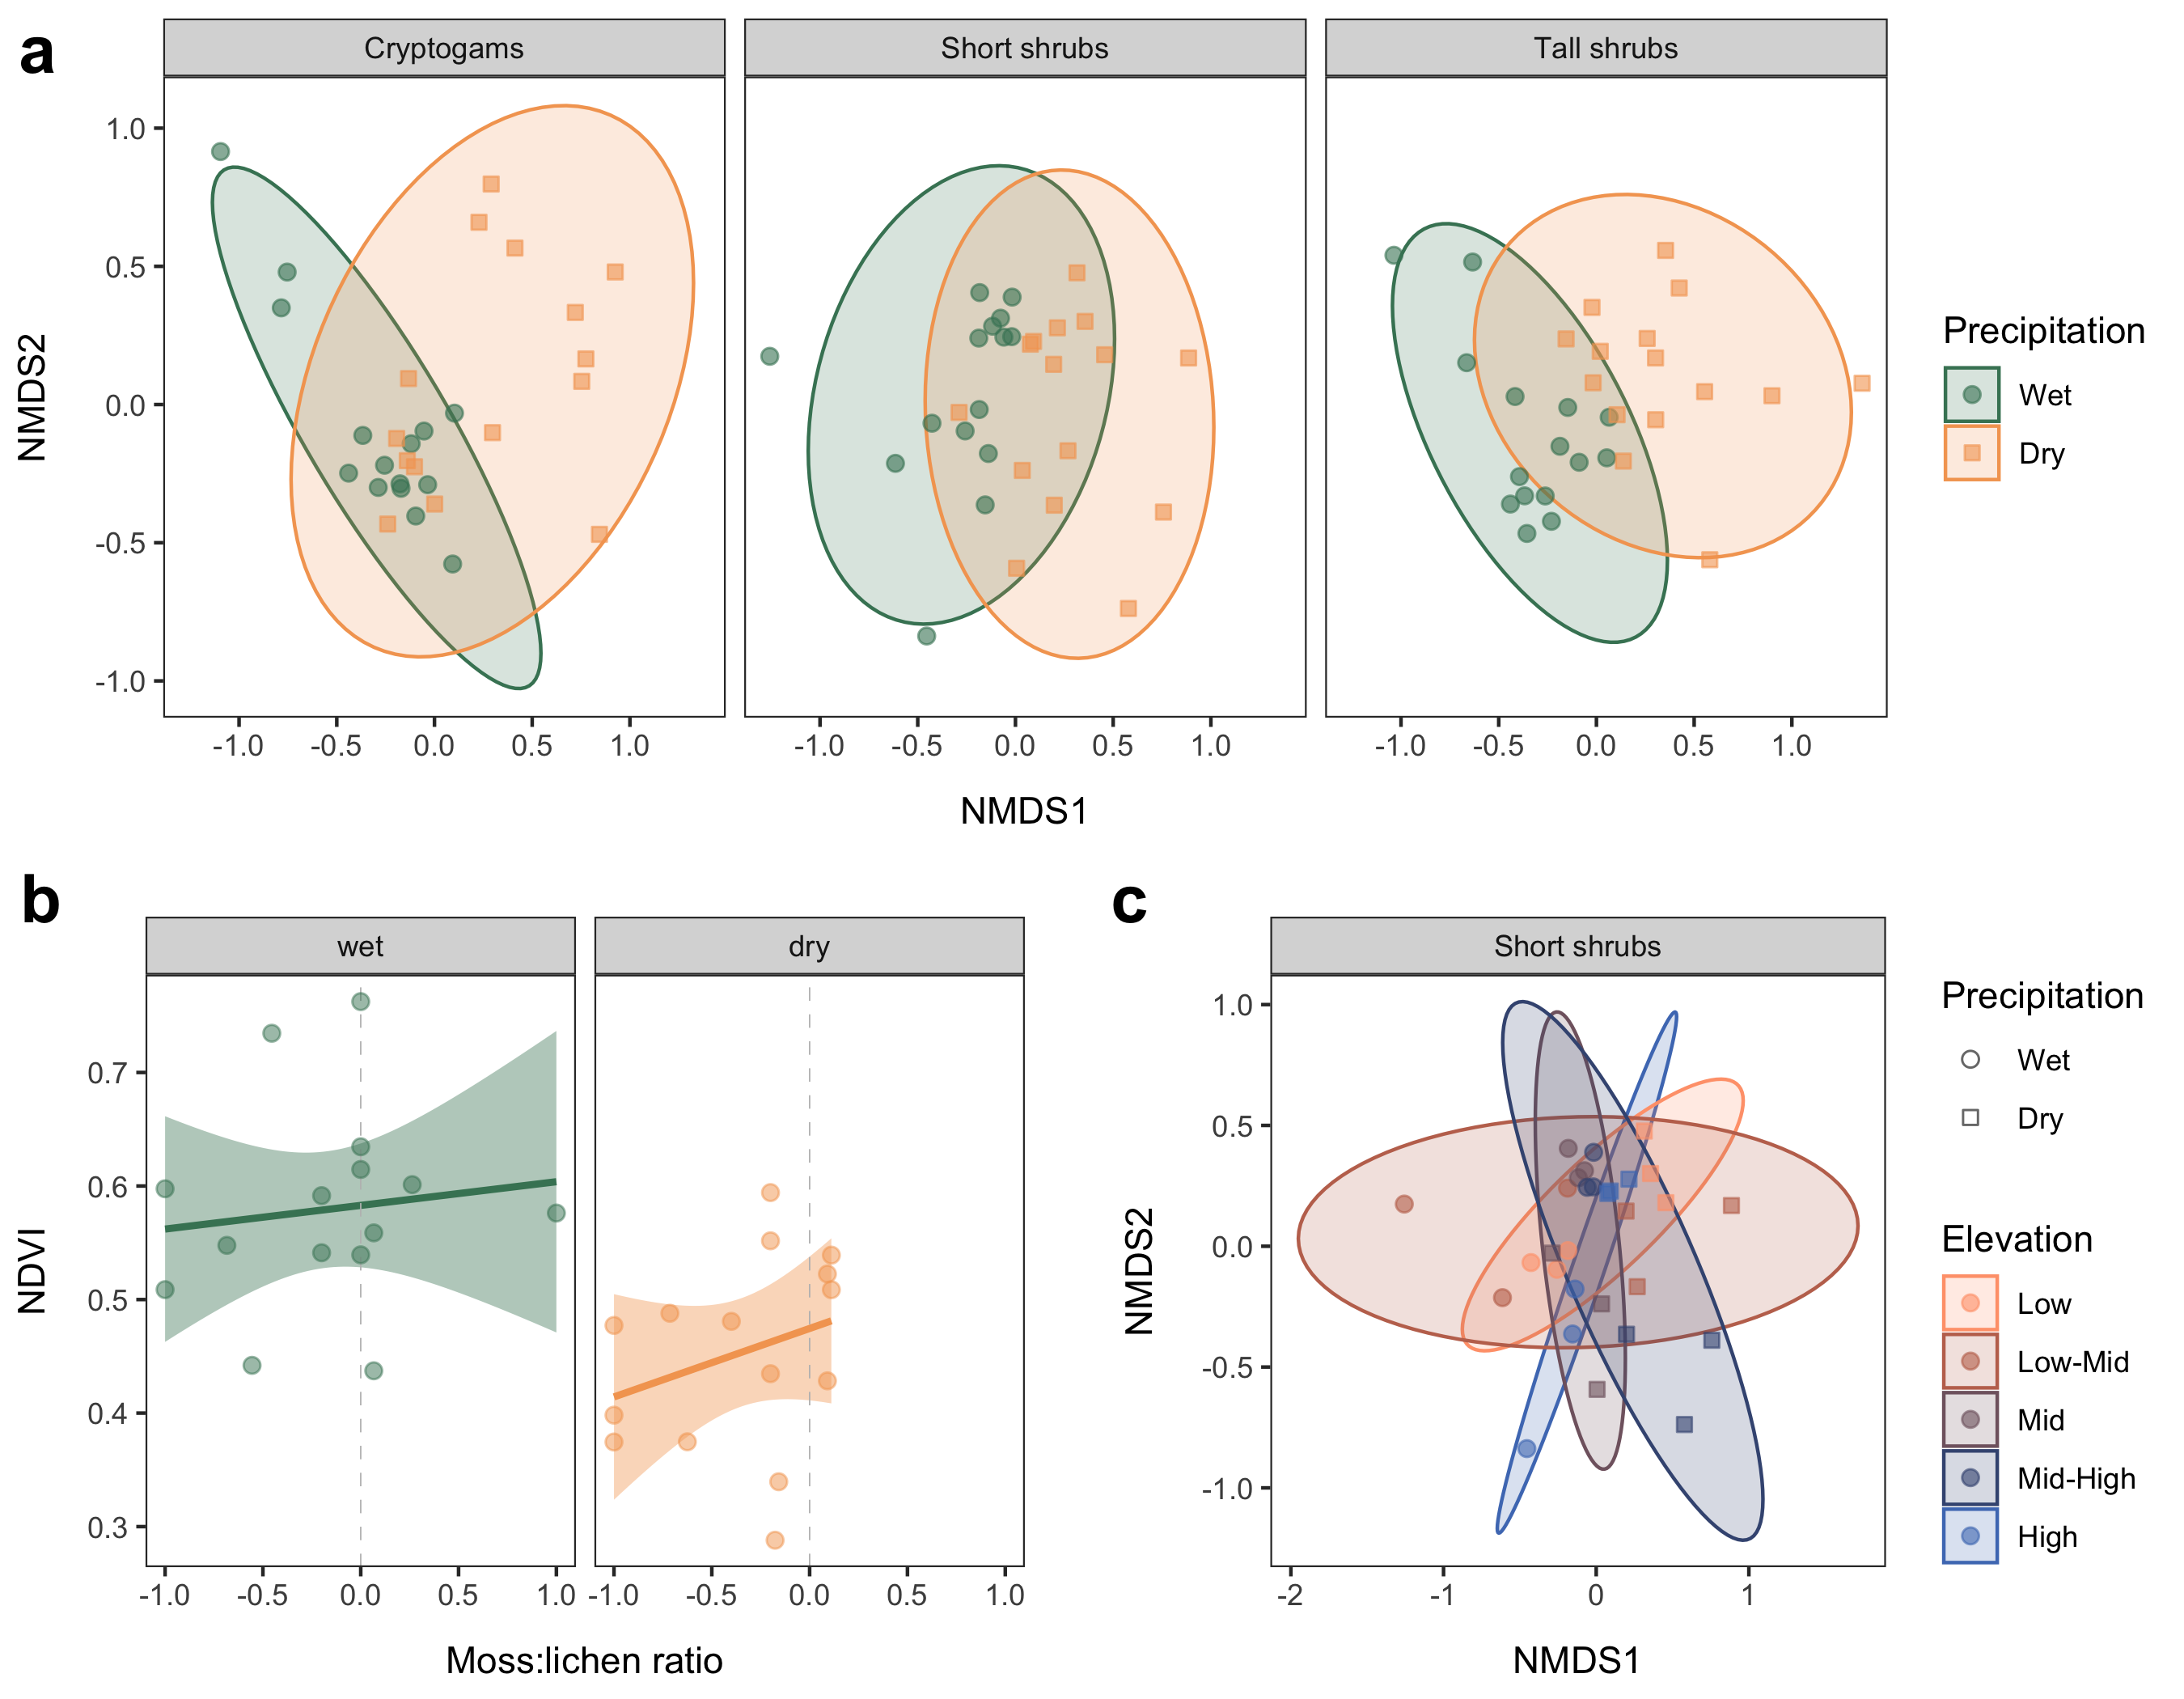 a
Cryptogams
Short shrubs
Tall shrubs
NMDS2
1.0
0.5
0.0
-0.5
-1.0
-1.0 -0.5 0.0 0.5 1.0
-1.0 -0.5 0.0 0.5 1.0
-1.0 -0.5 0.0 0.5 1.0
NMDS1
Precipitation
Wet
Dry
b
wet
dry
NDVI
0.7
0.6
0.5
0.4
0.3
-1.0 -0.5 0.0 0.5 1.0
-1.0 -0.5 0.0 0.5 1.0
Moss:lichen ratio
c
Short shrubs
NMDS2
1.0
0.5
0.0
-0.5
-1.0
-2 -1 0 1
NMDS1
Precipitation
Wet
Dry
Elevation
Low
Low-Mid
Mid
Mid-High
High